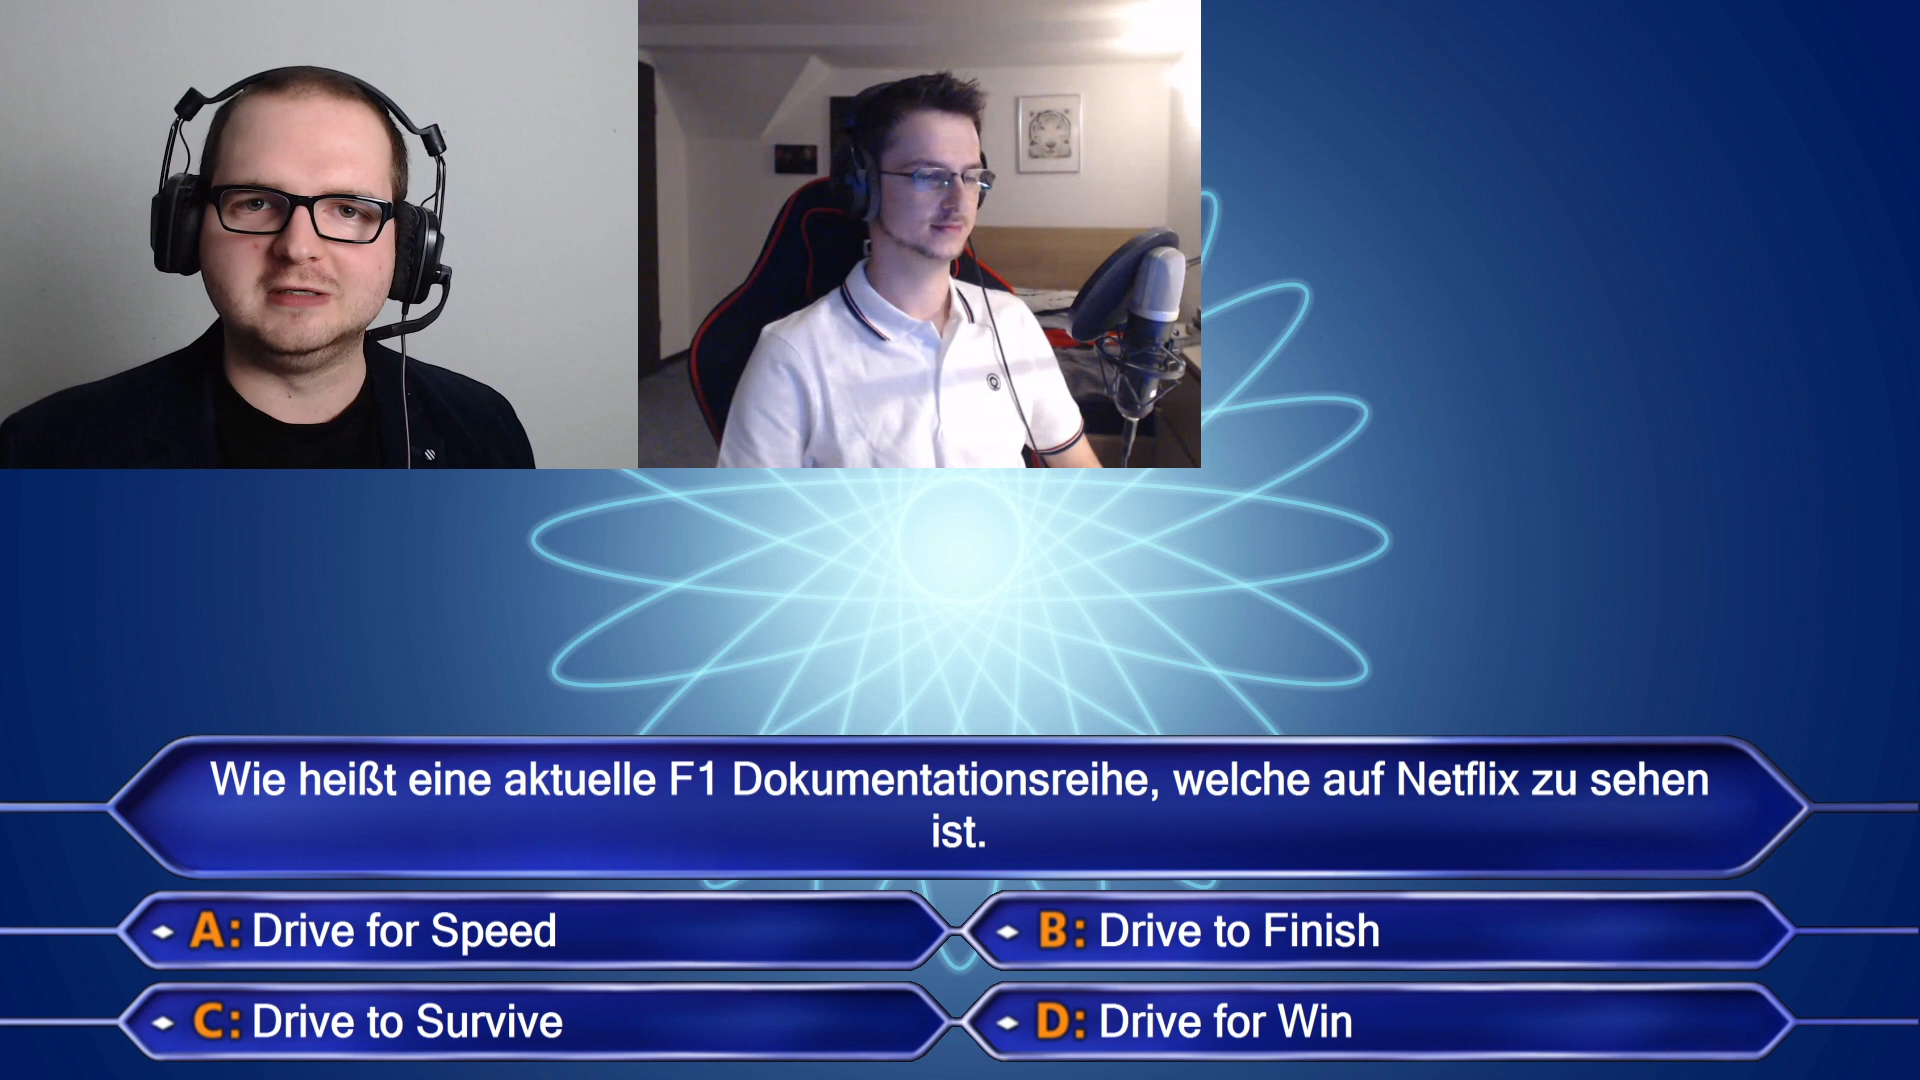 Wie heißt eine aktuelle F1 Dokumentationsreihe, welche auf Netflix zu sehen
ist.
A: Drive for Speed
B: Drive to Finish
C: Drive to Survive
D: Drive for Win